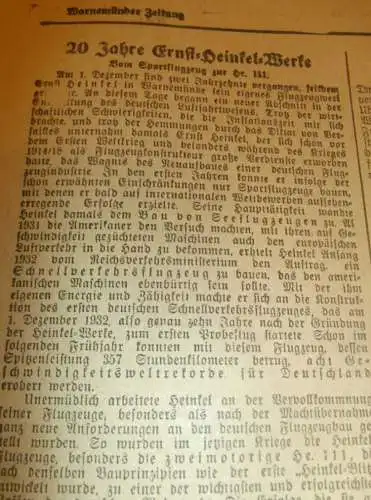 Warnemünder Zeitung
20 Jahre Ernst-Heinkel-Werke
Vom Sportflugzeug zur He. 111.
Am 1. Dezember sind zwei Jahrzehnte vergangen, seitdem
Ernst Heinkel in Warnemünde sein eigenes Flugzeugwerk
An diesem Tage begann ein neuer Abschnitt in der
des deutschen Luftfahrtwesens. Trotz der wirt-
schaftlichen Schwierigkeiten, die die Inflationszeit mit sich
brachte, und trotz der Hemmungen durch das Diktat von Ver-
sailles unternahm damals Ernst Heinkel, der sich schon vor
dem Ersten Weltkrieg und besonders während des Krieges
1914/18 als Flugzeugkonstrukteur große Verdienste erworben
hatte, das Wagnis des Neuaufbaues einer deutschen Flug-
zeugindustrie. In den ersten Jahren konnte er infolge der
schon erwähnten Einschränkungen nur Sportflugzeuge bauen,
mit denen er bald auf internationalen Wettbewerben aufsehen-
erregende Erfolge erzielte. Seine Haupttätigkeit wandte
Heinkel damals dem Bau von Seeflugzeugen zu. Al
1931 die Amerikaner den Versuch machten, mit ihren auf Ge-
schwindigkeit gezüchteten Maschinen auch den europäischen
Luftverkehr in die Hand zu bekommen, erhielt Heinkel Anfang
1932 vom Reichsverkehrsministerium den Auftrag, ein
Schnellverkehrsflugzeug zu bauen, das den amerik-
kanischen Maschinen ebenbürtig sein sollte. Mit der ihm
eigenen Energie und Zähigkeit machte er sich an die Konstruk-
tion des ersten deutschen Schnellverkehrsflugzeuges, das am
1. Dezember 1932, also genau zehn Jahre nach der Gründung
der Heinkel-Werke, zum ersten Probeflug startete Schon im
folgenden Frühjahr konnten mit diesem Flugzeug, dessen
Spitzenleistung 357 Stundenkilometer betrug, acht Ge-
schwindigkeitsweltrekorde für Deutschland
erobert werden.
Unermüdlich arbeitete Heinkel an der Vervollkommnung
seiner Flugzeuge, besonders als nach der Machtübernahme
ganz neue Anforderungen an den deutschen Flugzeugbau ge-
stellt wurden. So wurden im jetzigen Kriege die Heinkel-
Flugzeuge, besonders die zweimotorige He. 111, die
nach denselben Bauprinzipien wie der erste „Heinkel-Blitz
entwickelt wurde, zu einer der wichtigsten und erfolgreichste